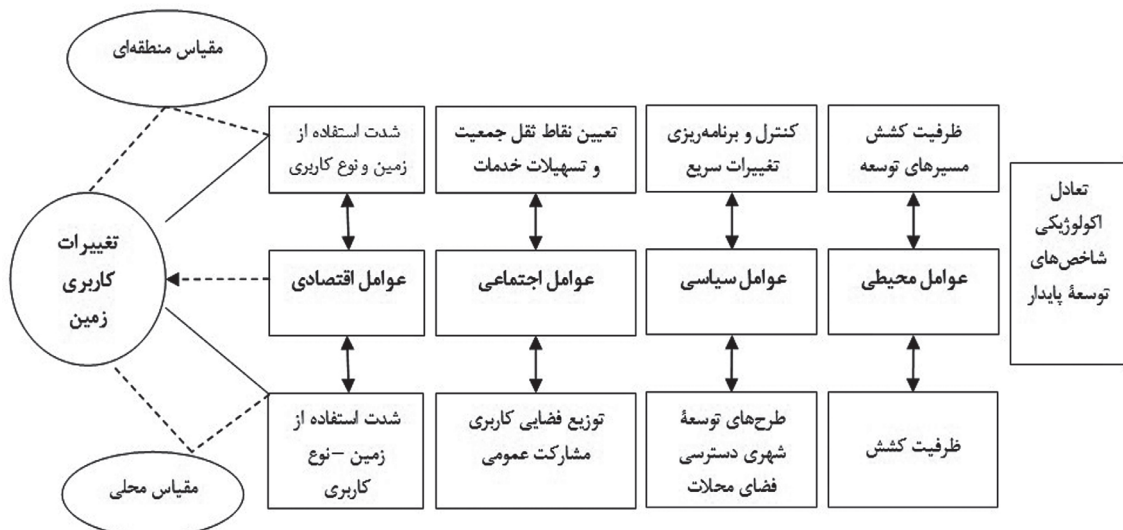 مقیاس منطقه‌ای
ظرفیت کشش
مسیرهای توسعه
کنترل و برنامه‌ریزی
تغییرات سریع
تعیین نقاط ثقل جمعیت
و تسهیلات خدمات
شدت استفاده از
زمین و نوع کاربری
تعادل
اکولوژیکی
شاخص‌های
توسعهٔ پایدار
عوامل محیطی
عوامل سیاسی
عوامل اجتماعی
عوامل اقتصادی
تغییرات
کاربری
زمین
ظرفیت کشش
طرح‌های توسعهٔ
شهری دسترسی
فضای محلات
توزیع فضایی کاربری
مشارکت عمومی
شدت استفاده از
زمین – نوع
کاربری
مقیاس محلی